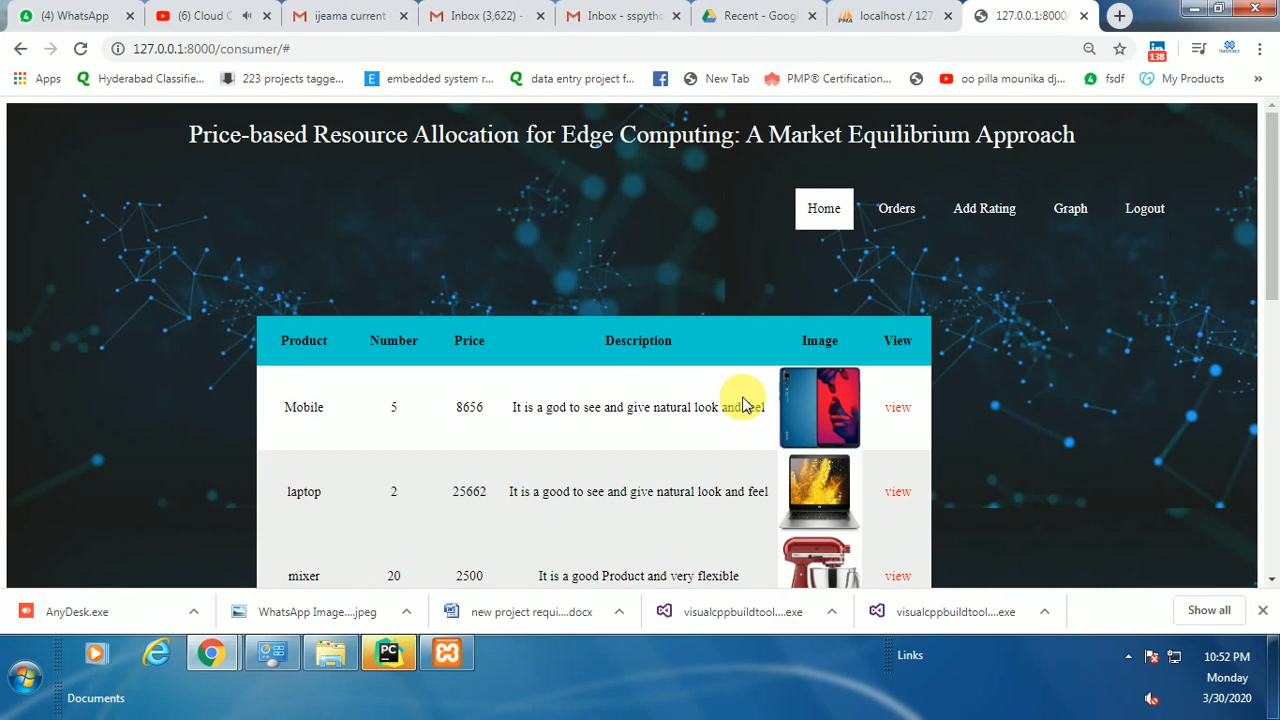 (4) WhatsApp
(6) Cloud C
ijeama current
Inbox (3,621) -
Inbox - sspyth
Recent - Goog
localhost / 127
127.0.0.1:8000/
127.0.0.1:8000/consumer/#
138
Apps
Hyderabad Classifie...
223 projects tagge...
embedded system r...
data entry project f...
New Tab
PMP® Certification...
oo pilla mounika dj...
fsdf
My Products
»
Price-based Resource Allocation for Edge Computing: A Market Equilibrium Approach
Home Orders Add Rating Graph Logout
Product Number Price Description Image View
Mobile 5 8656 It is a god to see and give natural look and feel view
laptop 2 25662 It is a good to see and give natural look and feel view
mixer 20 2500 It is a good Product and very flexible view
AnyDesk.exe
WhatsApp Image....jpeg
new project requi....docx
visualcppbuildtool....exe
visualcppbuildtool....exe
Show all
PC
Links
10:52 PM
Monday
3/30/2020
Documents